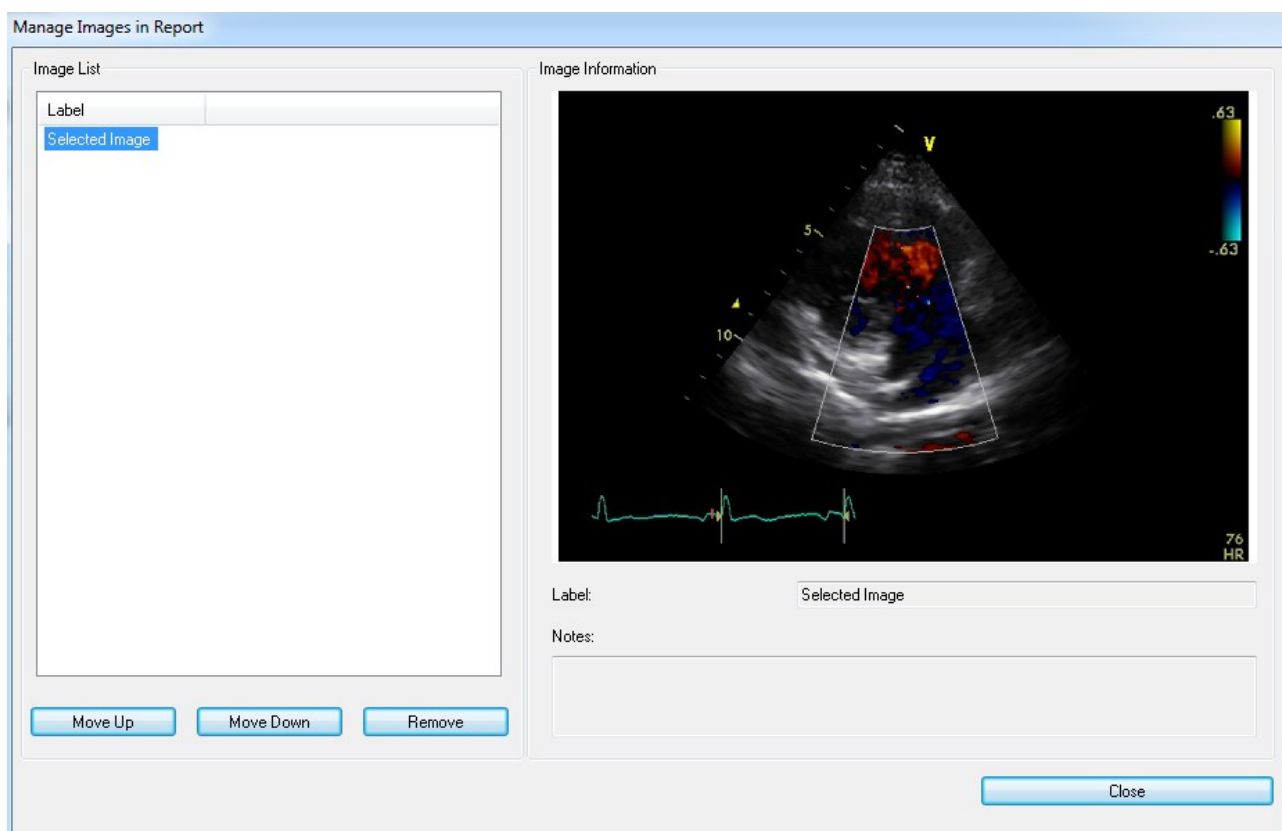 Manage Images in Report
Image List
Label
Selected Image
Move Up
Move Down
Remove
Image Information
V
.63
-.63
5
10
76
HR
Label:
Selected Image
Notes:
Close